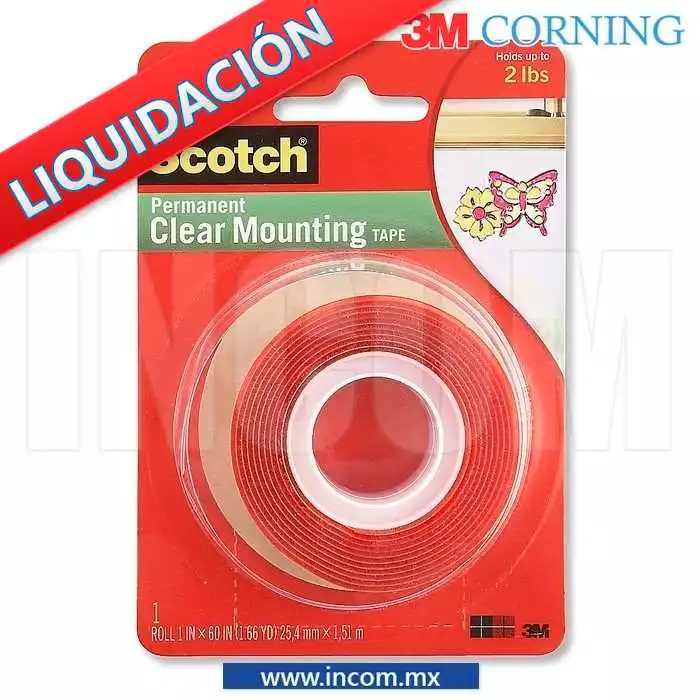 LIQUIDACIÓN
3M CORNING
Holds up to
2 lbs
Scotch®
Permanent
Clear Mounting TAPE
INCOM
1
ROLL 1 IN × 60 IN (1.66 YD) 25,4 mm × 1,51 m
3M
www.incom.mx